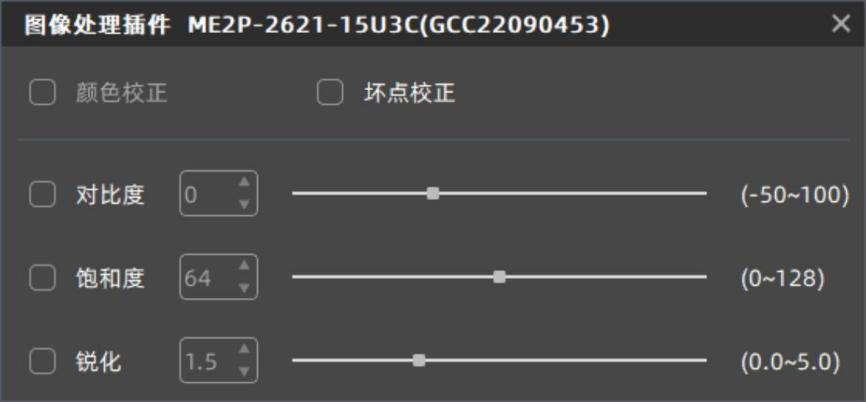 图像处理插件 ME2P-2621-15U3C(GCC22090453)
颜色校正 坏点校正
对比度 0 (-50~100)
饱和度 64 (0~128)
锐化 1.5 (0.0~5.0)